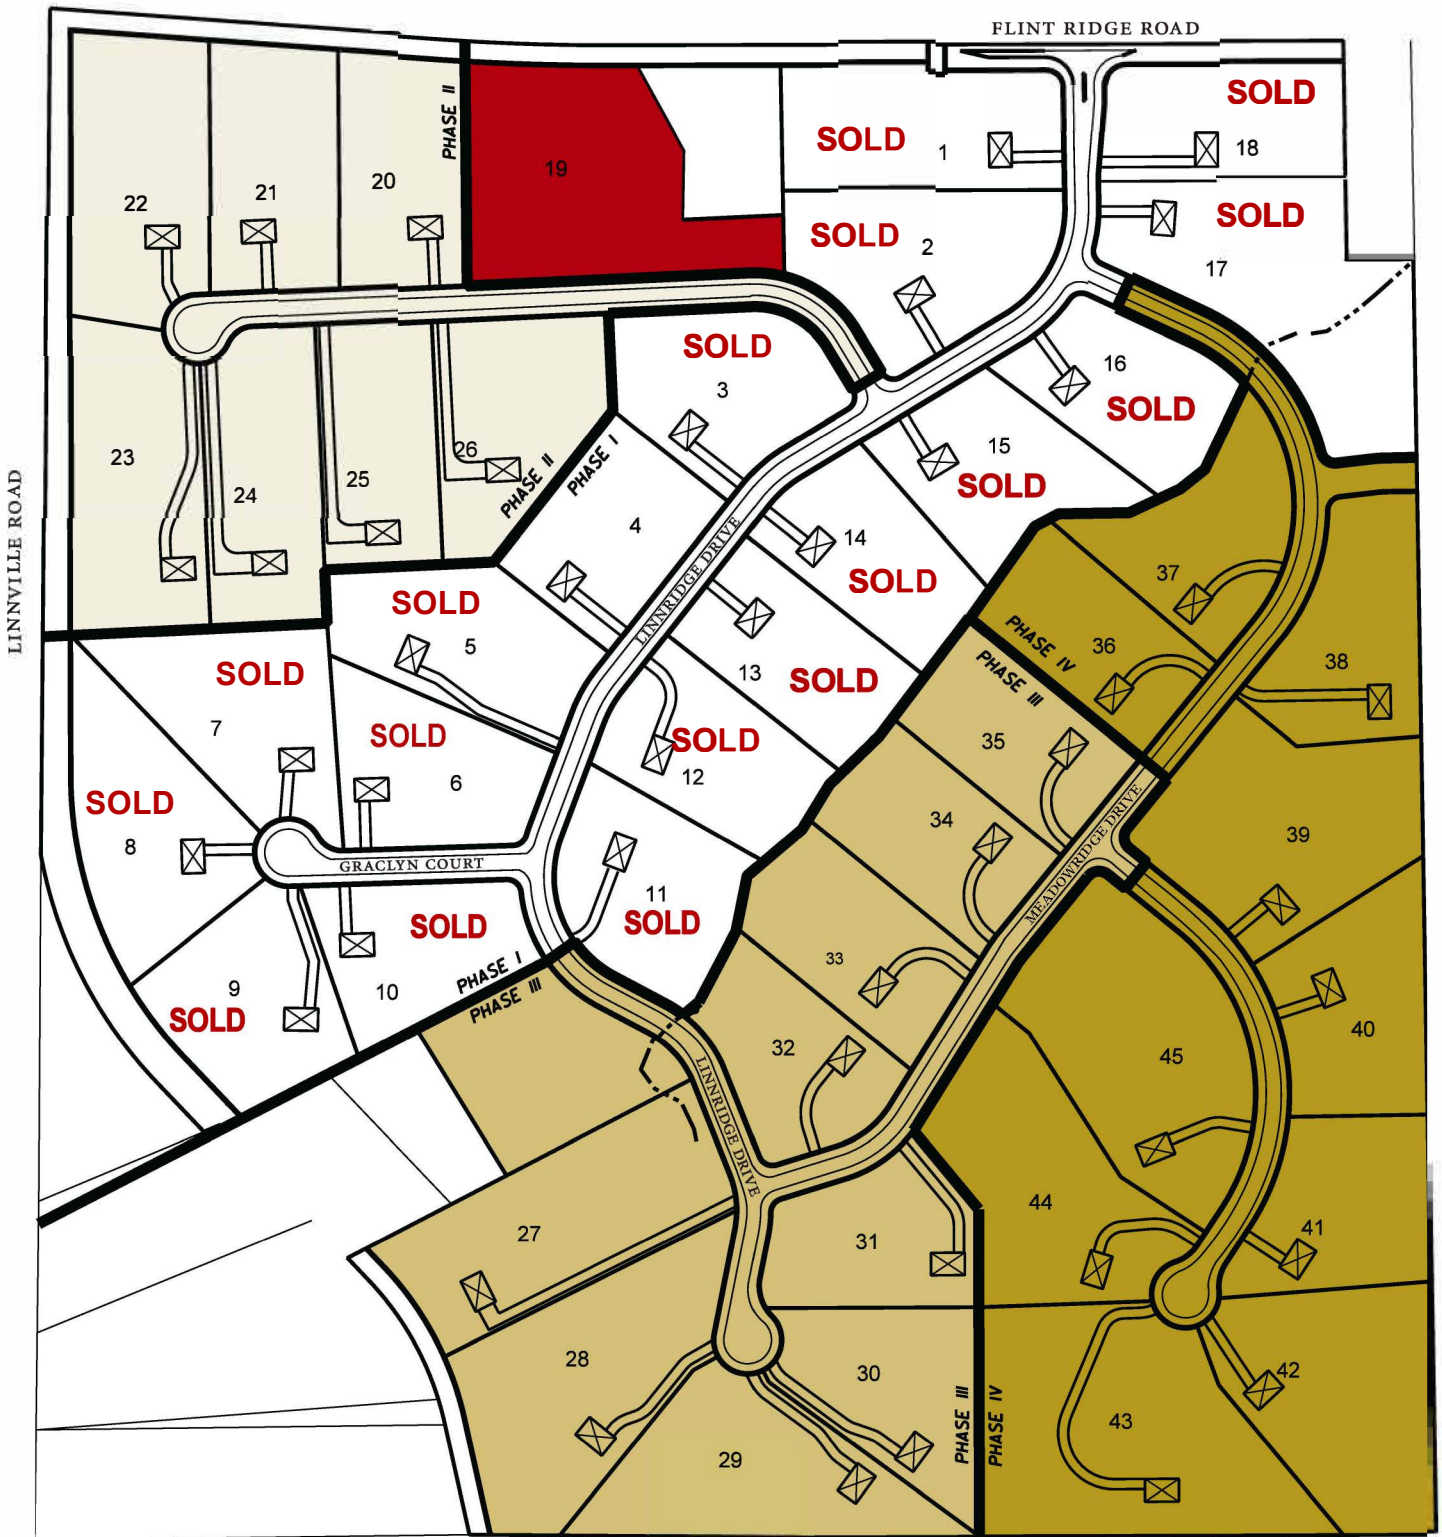 FLINT RIDGE ROAD
SOLD
SOLD
1
18
PHASE II
19
20
21
22
SOLD
SOLD
2
17
SOLD
3
16
SOLD
15
SOLD
23
24
25
26
PHASE II
PHASE I
4
14
SOLD
LINNVILLE ROAD
LINNRIDGE DRIVE
37
36
38
PHASE IV
PHASE III
SOLD
5
13
SOLD
SOLD
7
SOLD
6
SOLD
12
35
34
39
MEADOWRIDGE DRIVE
SOLD
8
GRACLYN COURT
11
SOLD
SOLD
10
9
SOLD
PHASE I
PHASE III
33
32
45
40
LINNRIDGE DRIVE
27
31
44
41
28
30
29
PHASE III
PHASE IV
43
42